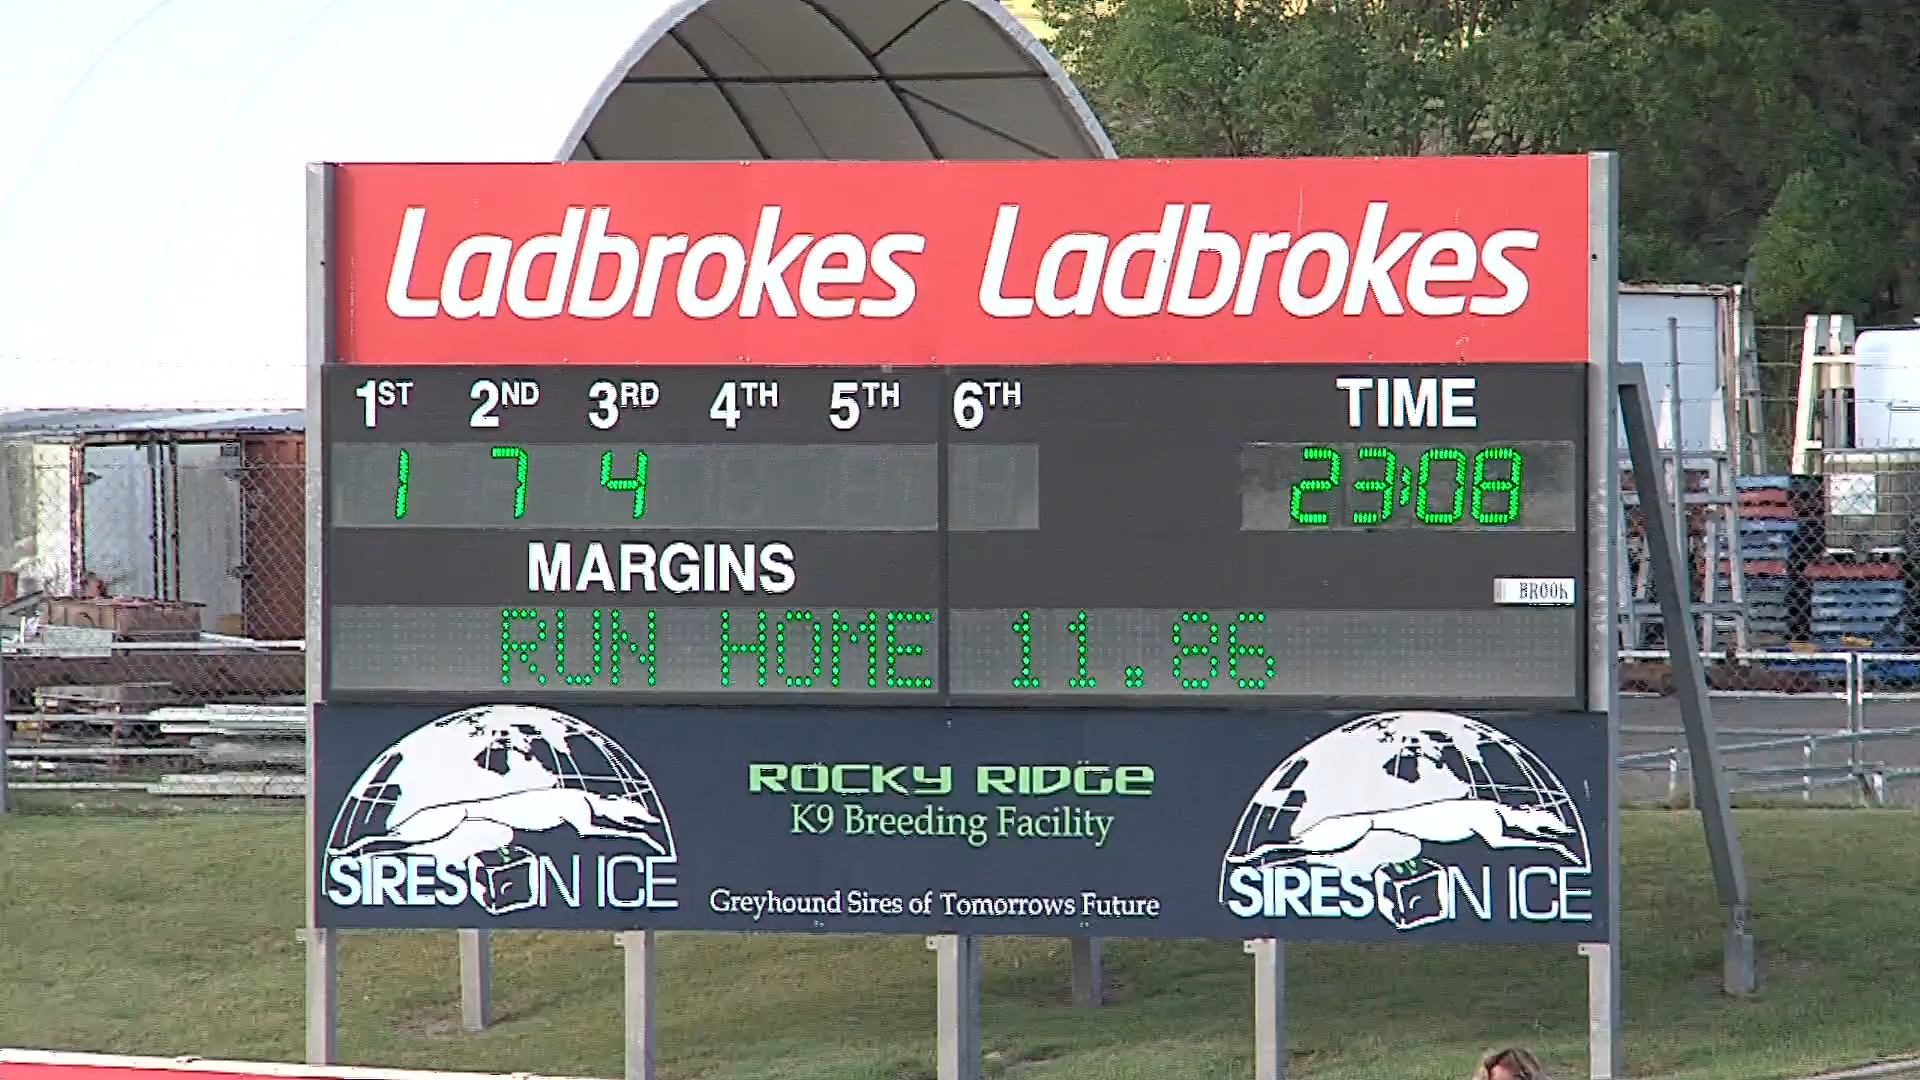 Ladbrokes Ladbrokes
1ST 2ND 3RD 4TH 5TH 6TH TIME
1 7 4 23:08
MARGINS
BROOK
RUN HOME 11.86
ROCKY RIDGE
K9 Breeding Facility
SIRES ON ICE
Greyhound Sires of Tomorrows Future
SIRES ON ICE